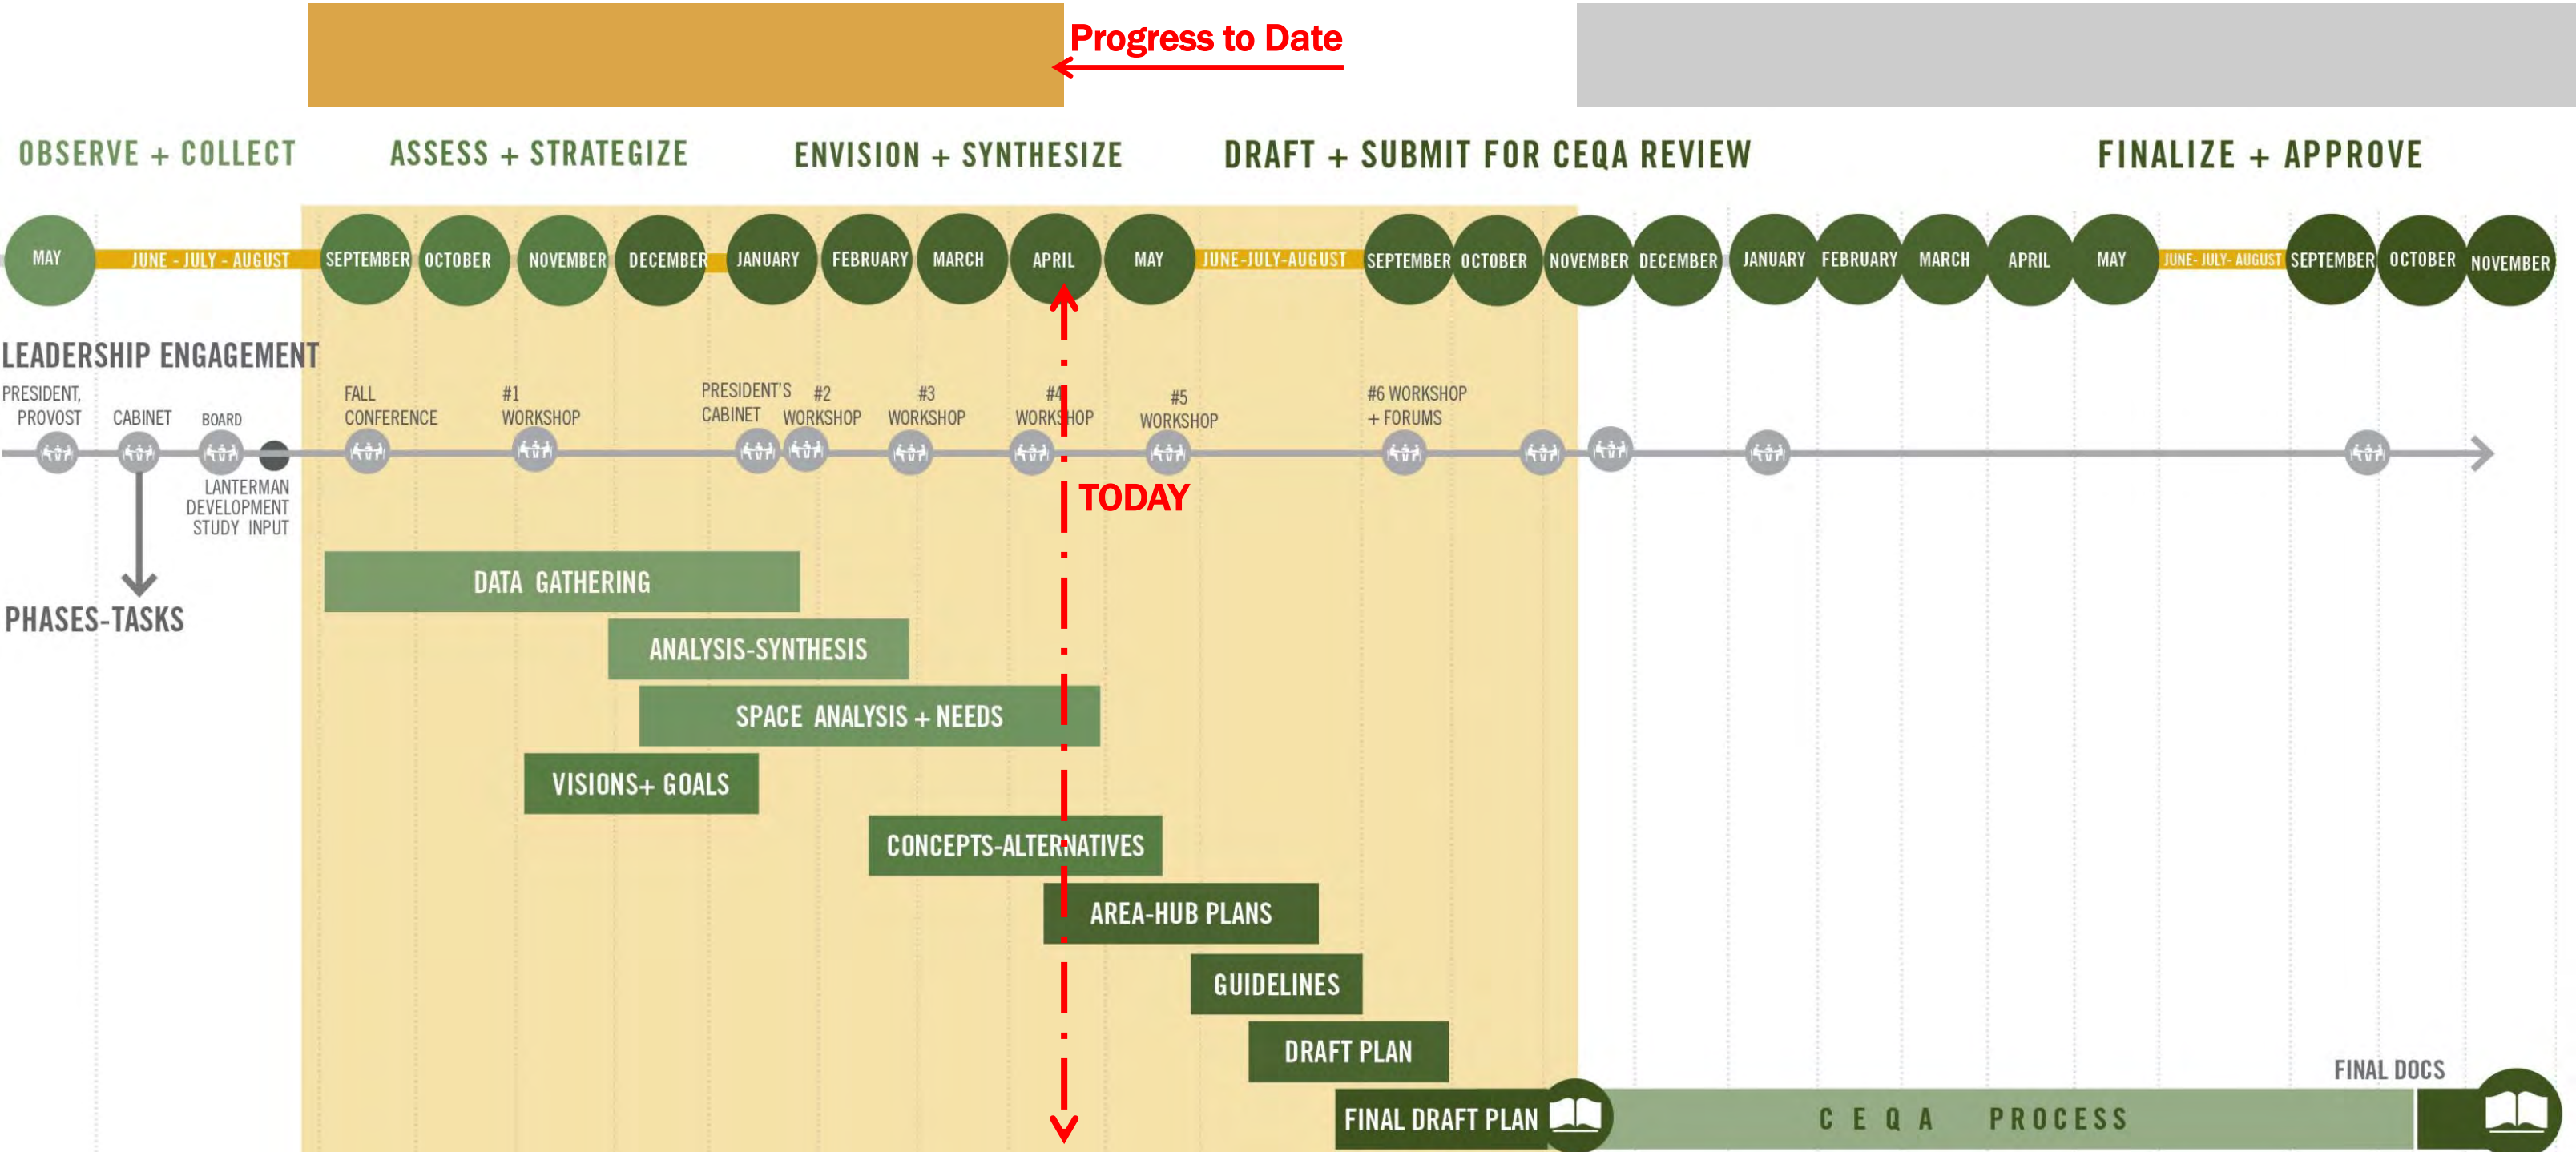 Progress to Date
OBSERVE + COLLECT
ASSESS + STRATEGIZE
ENVISION + SYNTHESIZE
DRAFT + SUBMIT FOR CEQA REVIEW
FINALIZE + APPROVE
MAY
JUNE - JULY - AUGUST
SEPTEMBER
OCTOBER
NOVEMBER
DECEMBER
JANUARY
FEBRUARY
MARCH
APRIL
MAY
JUNE-JULY-AUGUST
SEPTEMBER
OCTOBER
NOVEMBER
DECEMBER
JANUARY
FEBRUARY
MARCH
APRIL
MAY
JUNE- JULY- AUGUST
SEPTEMBER
OCTOBER
NOVEMBER
LEADERSHIP ENGAGEMENT
PRESIDENT,
PROVOST
CABINET
BOARD
LANTERMAN
DEVELOPMENT
STUDY INPUT
FALL
CONFERENCE
#1
WORKSHOP
PRESIDENT'S
CABINET
#2
WORKSHOP
#3
WORKSHOP
#4
WORKSHOP
#5
WORKSHOP
#6 WORKSHOP
+ FORUMS
TODAY
PHASES-TASKS
DATA GATHERING
ANALYSIS-SYNTHESIS
SPACE ANALYSIS + NEEDS
VISIONS+ GOALS
CONCEPTS-ALTERNATIVES
AREA-HUB PLANS
GUIDELINES
DRAFT PLAN
FINAL DRAFT PLAN
CEQA PROCESS
FINAL DOCS